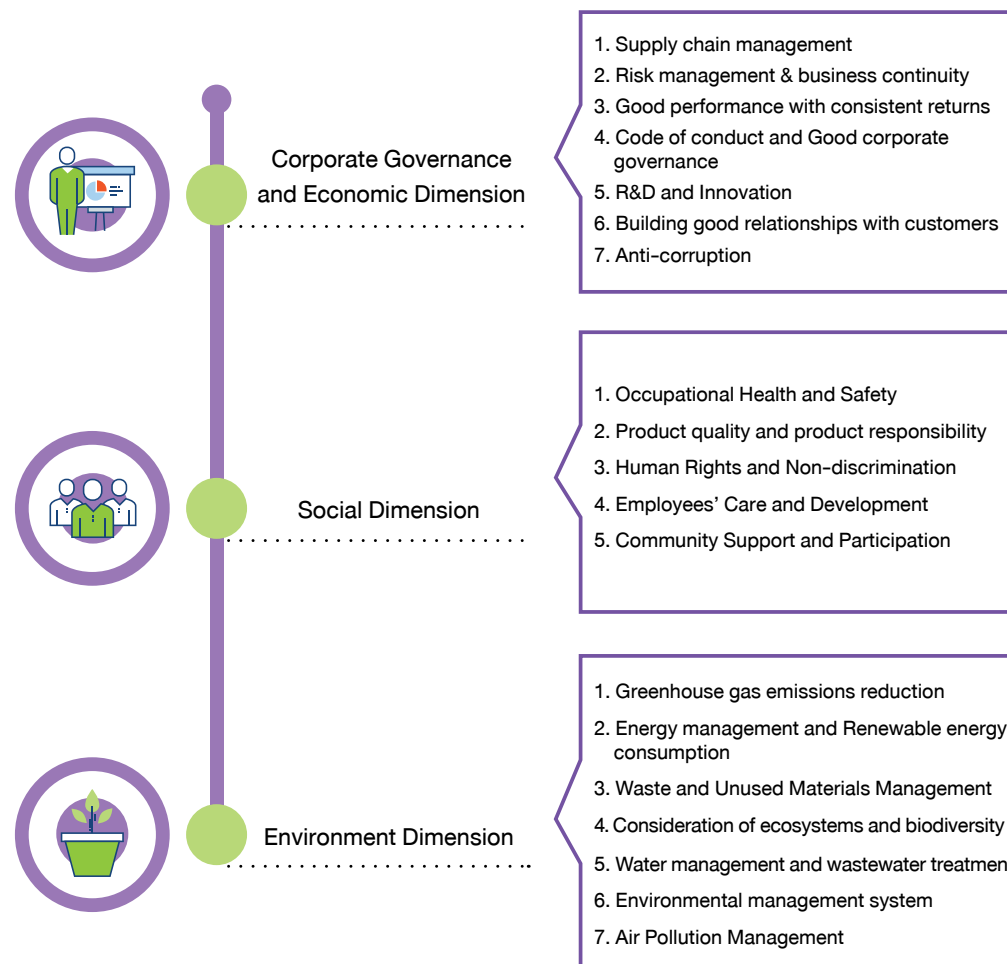 Corporate Governance
and Economic Dimension
1. Supply chain management
2. Risk management & business continuity
3. Good performance with consistent returns
4. Code of conduct and Good corporate
governance
5. R&D and Innovation
6. Building good relationships with customers
7. Anti-corruption
Social Dimension
1. Occupational Health and Safety
2. Product quality and product responsibility
3. Human Rights and Non-discrimination
4. Employees’ Care and Development
5. Community Support and Participation
Environment Dimension
1. Greenhouse gas emissions reduction
2. Energy management and Renewable energy
consumption
3. Waste and Unused Materials Management
4. Consideration of ecosystems and biodiversity
5. Water management and wastewater treatmen
6. Environmental management system
7. Air Pollution Management